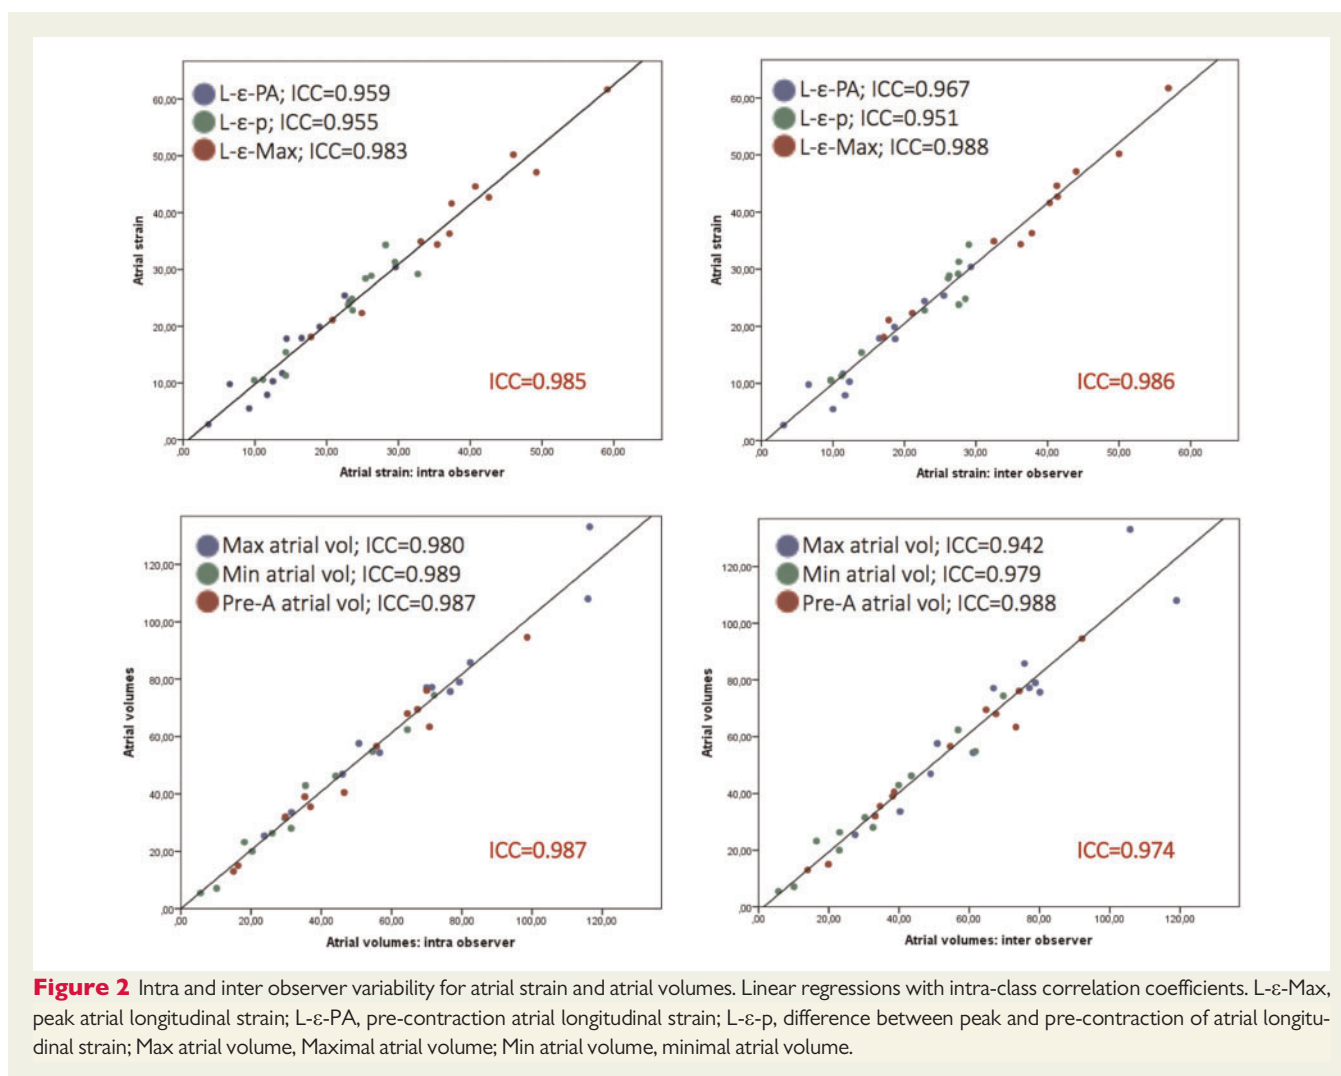 L-ε-PA; ICC=0.959
L-ε-p; ICC=0.955
L-ε-Max; ICC=0.983
60,00
50,00
40,00
30,00
20,00
10,00
,00
Atrial strain
ICC=0.985
,00 10,00 20,00 30,00 40,00 50,00 60,00
Atrial strain: intra observer
L-ε-PA; ICC=0.967
L-ε-p; ICC=0.951
L-ε-Max; ICC=0.988
60,00
50,00
40,00
30,00
20,00
10,00
,00
Atrial strain
ICC=0.986
,00 10,00 20,00 30,00 40,00 50,00 60,00
Atrial strain: inter observer
Max atrial vol; ICC=0.980
Min atrial vol; ICC=0.989
Pre-A atrial vol; ICC=0.987
120,00
100,00
80,00
60,00
40,00
20,00
,00
Atrial volumes
ICC=0.987
,00 20,00 40,00 60,00 80,00 100,00 120,00
Atrial volumes: intra observer
Max atrial vol; ICC=0.942
Min atrial vol; ICC=0.979
Pre-A atrial vol; ICC=0.988
120,00
100,00
80,00
60,00
40,00
20,00
,00
Atrial volumes
ICC=0.974
,00 20,00 40,00 60,00 80,00 100,00 120,00
Atrial volumes: inter observer
Figure 2 Intra and inter observer variability for atrial strain and atrial volumes. Linear regressions with intra-class correlation coefficients. L-ε-Max,
peak atrial longitudinal strain; L-ε-PA, pre-contraction atrial longitudinal strain; L-ε-p, difference between peak and pre-contraction of atrial longitu-
dinal strain; Max atrial volume, Maximal atrial volume; Min atrial volume, minimal atrial volume.